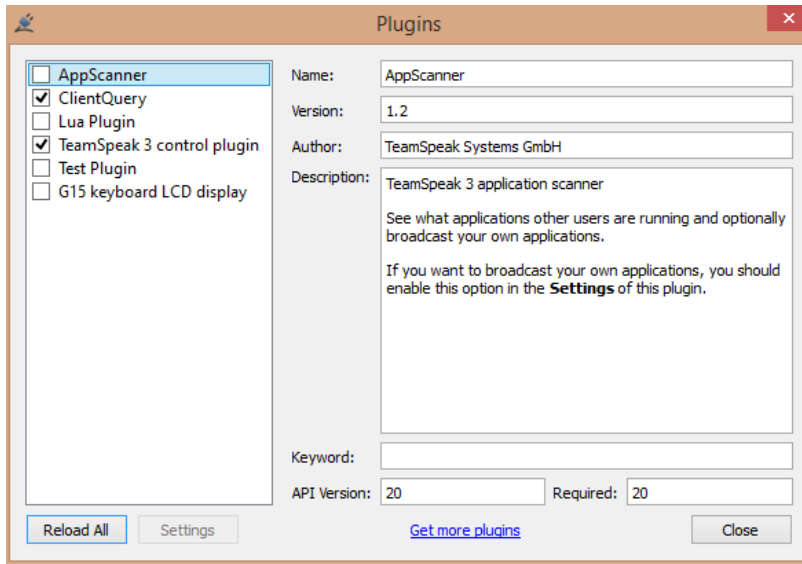 Plugins
AppScanner
ClientQuery
Lua Plugin
TeamSpeak 3 control plugin
Test Plugin
G15 keyboard LCD display
Name: AppScanner
Version: 1.2
Author: TeamSpeak Systems GmbH
Description: TeamSpeak 3 application scanner
See what applications other users are running and optionally
broadcast your own applications.
If you want to broadcast your own applications, you should
enable this option in the Settings of this plugin.
Keyword:
API Version: 20 Required: 20
Reload All Settings Get more plugins Close